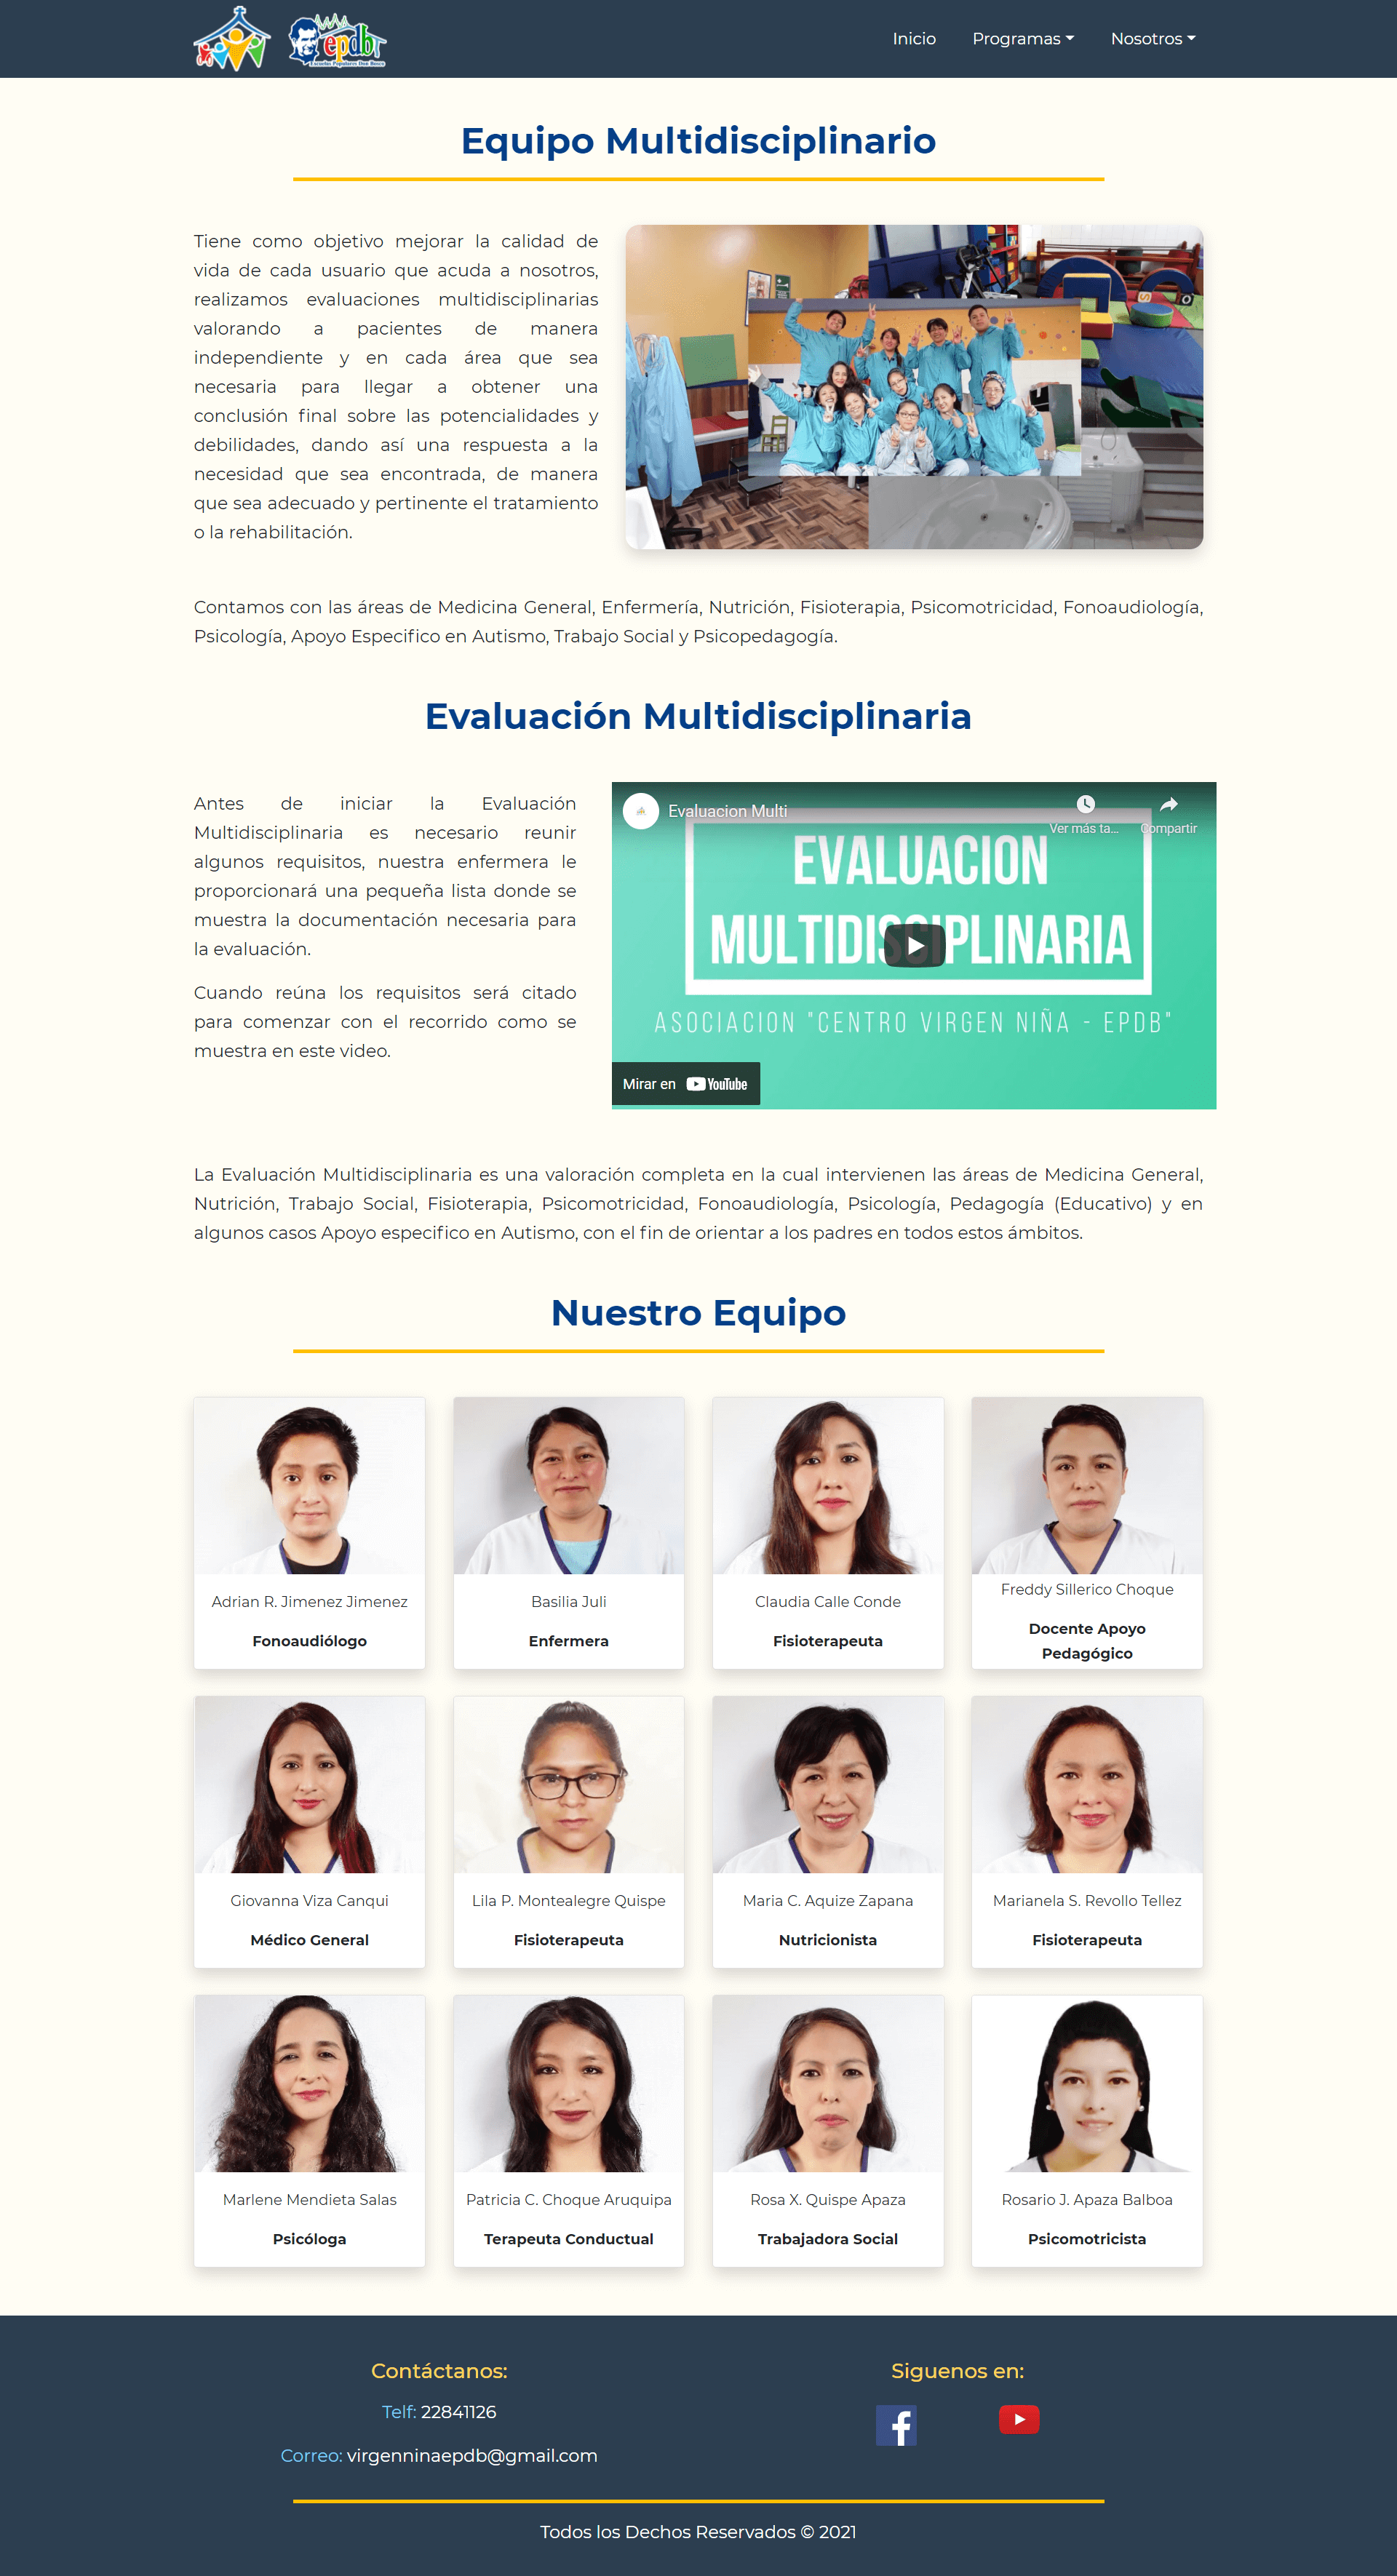 epdb
Escuelas Populares Don Bosco
Inicio
Programas
Nosotros
Equipo Multidisciplinario
Tiene como objetivo mejorar la calidad de
vida de cada usuario que acuda a nosotros,
realizamos evaluaciones multidisciplinarias
valorando a pacientes de manera
independiente y en cada área que sea
necesaria para llegar a obtener una
conclusión final sobre las potencialidades y
debilidades, dando así una respuesta a la
necesidad que sea encontrada, de manera
que sea adecuado y pertinente el tratamiento
o la rehabilitación.
Contamos con las áreas de Medicina General, Enfermería, Nutrición, Fisioterapia, Psicomotricidad, Fonoaudiología,
Psicología, Apoyo Especifico en Autismo, Trabajo Social y Psicopedagogía.
Evaluación Multidisciplinaria
Antes de iniciar la Evaluación
Multidisciplinaria es necesario reunir
algunos requisitos, nuestra enfermera le
proporcionará una pequeña lista donde se
muestra la documentación necesaria para
la evaluación.
Cuando reúna los requisitos será citado
para comenzar con el recorrido como se
muestra en este video.
Evaluacion Multi
Ver más ta...
Compartir
EVALUACION
MULTIDISCIPLINARIA
ASOCIACION "CENTRO VIRGEN NIÑA - EPDB"
Mirar en YouTube
La Evaluación Multidisciplinaria es una valoración completa en la cual intervienen las áreas de Medicina General,
Nutrición, Trabajo Social, Fisioterapia, Psicomotricidad, Fonoaudiología, Psicología, Pedagogía (Educativo) y en
algunos casos Apoyo especifico en Autismo, con el fin de orientar a los padres en todos estos ámbitos.
Nuestro Equipo
Adrian R. Jimenez Jimenez
Fonoaudiólogo
Basilia Juli
Enfermera
Claudia Calle Conde
Fisioterapeuta
Freddy Sillerico Choque
Docente Apoyo
Pedagógico
Giovanna Viza Canqui
Médico General
Lila P. Montealegre Quispe
Fisioterapeuta
Maria C. Aquize Zapana
Nutricionista
Marianela S. Revollo Tellez
Fisioterapeuta
Marlene Mendieta Salas
Psicóloga
Patricia C. Choque Aruquipa
Terapeuta Conductual
Rosa X. Quispe Apaza
Trabajadora Social
Rosario J. Apaza Balboa
Psicomotricista
Contáctanos:
Telf: 22841126
Correo: virgenninaepdb@gmail.com
Siguenos en:
Todos los Dechos Reservados © 2021